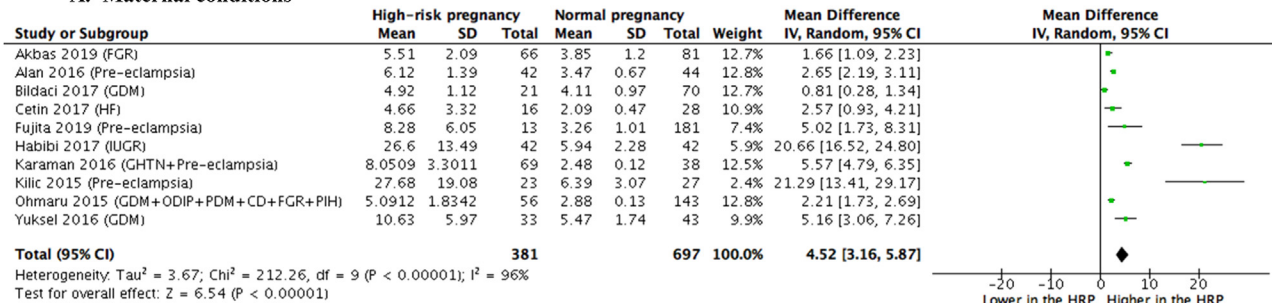 A. Maternal conditions
High-risk pregnancy Normal pregnancy Mean Difference Mean Difference
Study or Subgroup Mean SD Total Mean SD Total Weight IV, Random, 95% CI IV, Random, 95% CI
Akbas 2019 (FGR) 5.51 2.09 66 3.85 1.2 81 12.7% 1.66 [1.09, 2.23]
Alan 2016 (Pre-eclampsia) 6.12 1.39 42 3.47 0.67 44 12.8% 2.65 [2.19, 3.11]
Bildaci 2017 (GDM) 4.92 1.12 21 4.11 0.97 70 12.7% 0.81 [0.28, 1.34]
Cetin 2017 (HF) 4.66 3.32 16 2.09 0.47 28 10.9% 2.57 [0.93, 4.21]
Fujita 2019 (Pre-eclampsia) 8.28 6.05 13 3.26 1.01 181 7.4% 5.02 [1.73, 8.31]
Habibi 2017 (IUGR) 26.6 13.49 42 5.94 2.28 42 5.9% 20.66 [16.52, 24.80]
Karaman 2016 (GHTN+Pre-eclampsia) 8.0509 3.3011 69 2.48 0.12 38 12.5% 5.57 [4.79, 6.35]
Kilic 2015 (Pre-eclampsia) 27.68 19.08 23 6.39 3.07 27 2.4% 21.29 [13.41, 29.17]
Ohmaru 2015 (GDM+ODIP+PDM+CD+FGR+PIH) 5.0912 1.8342 56 2.88 0.13 143 12.8% 2.21 [1.73, 2.69]
Yuksel 2016 (GDM) 10.63 5.97 33 5.47 1.74 43 9.9% 5.16 [3.06, 7.26]
Total (95% CI) 381 697 100.0% 4.52 [3.16, 5.87]
Heterogeneity: Tau² = 3.67; Chi² = 212.26, df = 9 (P < 0.00001); I² = 96%
Test for overall effect: Z = 6.54 (P < 0.00001)
-20 -10 0 10 20
Lower in the HRP Higher in the HRP